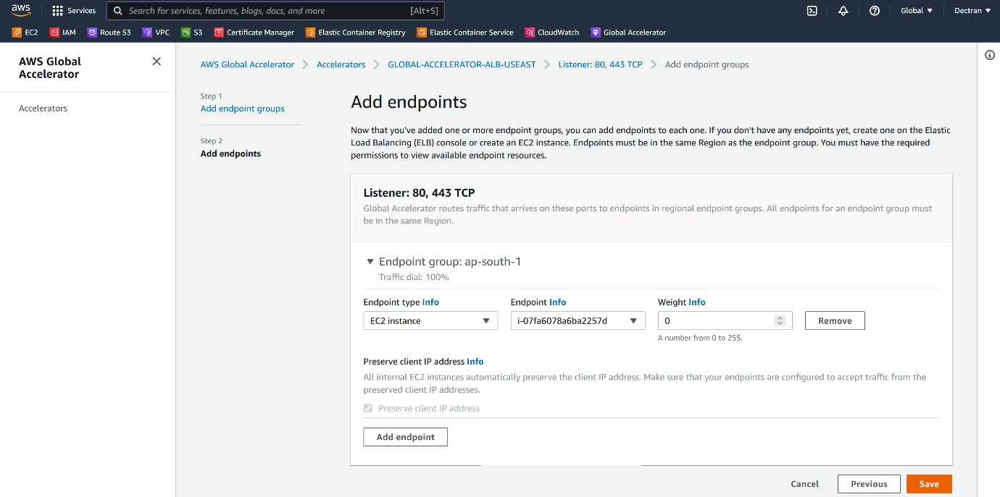 aws
Services
Search for services, features, blogs, docs, and more [Alt+S]
Global
Dectran
EC2 IAM Route 53 VPC S3 Certificate Manager Elastic Container Registry Elastic Container Service CloudWatch Global Accelerator
AWS Global
Accelerator
Accelerators
AWS Global Accelerator > Accelerators > GLOBAL-ACCELERATOR-ALB-USEAST > Listener: 80, 443 TCP > Add endpoint groups
Step 1
Add endpoint groups
Step 2
Add endpoints
Add endpoints
Now that you've added one or more endpoint groups, you can add endpoints to each one. If you don't have any endpoints yet, create one on the Elastic
Load Balancing (ELB) console or create an EC2 instance. Endpoints must be in the same Region as the endpoint group. You must have the required
permissions to view available endpoint resources.
Listener: 80, 443 TCP
Global Accelerator routes traffic that arrives on these ports to endpoints in regional endpoint groups. All endpoints for an endpoint group must
be in the same Region.
Endpoint group: ap-south-1
Traffic dial: 100%
Endpoint type Info
EC2 instance
Endpoint Info
i-07fa6078a6ba2257d
Weight Info
0
A number from 0 to 255.
Remove
Preserve client IP address Info
All internal EC2 instances automatically preserve the client IP address. Make sure that your endpoints are configured to accept traffic from the
preserved client IP addresses.
Preserve client IP address
Add endpoint
Cancel
Previous
Save